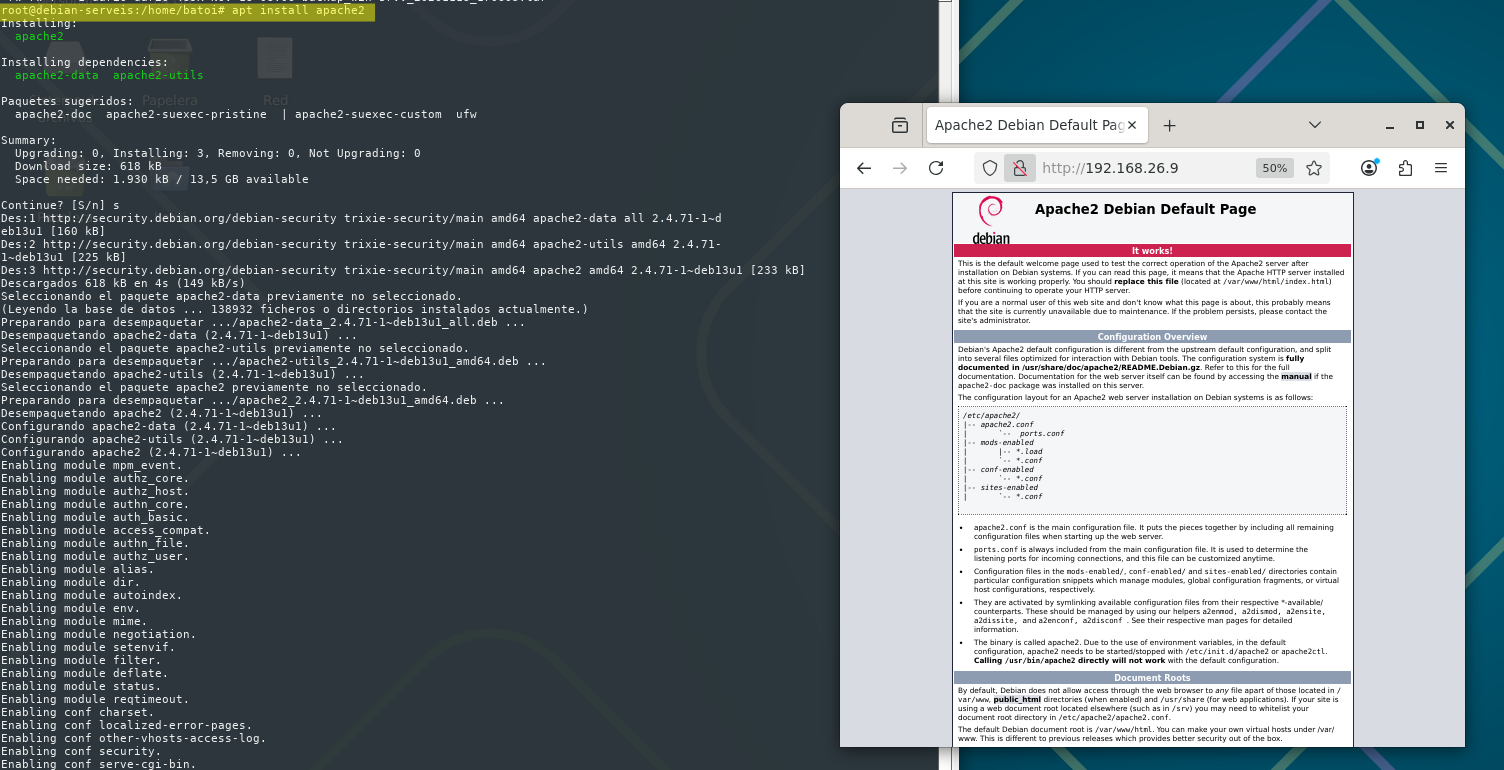 root@debian-serveis:/home/batoi# apt install apache2
Installing:
apache2
Installing dependencies:
apache2-data apache2-utils
Papelera
Red
Paquetes sugeridos:
apache2-doc apache2-suexec-pristine | apache2-suexec-custom ufw
Summary:
Upgrading: 0, Installing: 3, Removing: 0, Not Upgrading: 0
Download size: 618 kB
Space needed: 1.930 kB / 13,5 GB available
Continue? [S/n] s
Des:1 http://security.debian.org/debian-security trixie-security/main amd64 apache2-data all 2.4.71-1~d
eb13u1 [160 kB]
Des:2 http://security.debian.org/debian-security trixie-security/main amd64 apache2-utils amd64 2.4.71-
1~deb13u1 [225 kB]
Des:3 http://security.debian.org/debian-security trixie-security/main amd64 apache2 amd64 2.4.71-1~deb13u1 [233 kB]
Descargados 618 kB en 4s (149 kB/s)
Seleccionando el paquete apache2-data previamente no seleccionado.
(Leyendo la base de datos ... 138932 ficheros o directorios instalados actualmente.)
Preparando para desempaquetar .../apache2-data_2.4.71-1~deb13u1_all.deb ...
Desempaquetando apache2-data (2.4.71-1~deb13u1) ...
Seleccionando el paquete apache2-utils previamente no seleccionado.
Preparando para desempaquetar .../apache2-utils_2.4.71-1~deb13u1_amd64.deb ...
Desempaquetando apache2-utils (2.4.71-1~deb13u1) ...
Seleccionando el paquete apache2 previamente no seleccionado.
Preparando para desempaquetar .../apache2_2.4.71-1~deb13u1_amd64.deb ...
Desempaquetando apache2 (2.4.71-1~deb13u1) ...
Configurando apache2-data (2.4.71-1~deb13u1) ...
Configurando apache2-utils (2.4.71-1~deb13u1) ...
Configurando apache2 (2.4.71-1~deb13u1) ...
Enabling module mpm_event.
Enabling module authz_core.
Enabling module authz_host.
Enabling module authn_core.
Enabling module auth_basic.
Enabling module access_compat.
Enabling module authn_file.
Enabling module authz_user.
Enabling module alias.
Enabling module dir.
Enabling module autoindex.
Enabling module env.
Enabling module mime.
Enabling module negotiation.
Enabling module setenvif.
Enabling module filter.
Enabling module deflate.
Enabling module status.
Enabling module reqtimeout.
Enabling conf charset.
Enabling conf localized-error-pages.
Enabling conf other-vhosts-access-log.
Enabling conf security.
Enabling conf serve-cgi-bin.
Apache2 Debian Default Pag
http://192.168.26.9
50%
debian
Apache2 Debian Default Page
It works!
This is the default welcome page used to test the correct operation of the Apache2 server after
installation on Debian systems. If you can read this page, it means that the Apache HTTP server installed
at this site is working properly. You should replace this file (located at /var/www/html/index.html)
before continuing to operate your HTTP server.
If you are a normal user of this web site and don't know what this page is about, this probably means
that the site is currently unavailable due to maintenance. If the problem persists, please contact the
site's administrator.
Configuration Overview
Debian's Apache2 default configuration is different from the upstream default configuration, and split
into several files optimized for interaction with Debian tools. The configuration system is fully
documented in /usr/share/doc/apache2/README.Debian.gz. Refer to this for the full
documentation. Documentation for the web server itself can be found by accessing the manual if the
apache2-doc package was installed on this server.
The configuration layout for an Apache2 web server installation on Debian systems is as follows:
/etc/apache2/
|-- apache2.conf
|       `--  ports.conf
|-- mods-enabled
|       |-- *.load
|       `-- *.conf
|-- conf-enabled
|       `-- *.conf
|-- sites-enabled
|       `-- *.conf
• apache2.conf is the main configuration file. It puts the pieces together by including all remaining
configuration files when starting up the web server.
• ports.conf is always included from the main configuration file. It is used to determine the
listening ports for incoming connections, and this file can be customized anytime.
• Configuration files in the mods-enabled/, conf-enabled/ and sites-enabled/ directories contain
particular configuration snippets which manage modules, global configuration fragments, or virtual
host configurations, respectively.
• They are activated by symlinking available configuration files from their respective *-available/
counterparts. These should be managed by using our helpers a2enmod, a2dismod, a2ensite,
a2dissite, and a2enconf, a2disconf . See their respective man pages for detailed
information.
• The binary is called apache2. Due to the use of environment variables, in the default
configuration, apache2 needs to be started/stopped with /etc/init.d/apache2 or apache2ctl.
Calling /usr/bin/apache2 directly will not work with the default configuration.
Document Roots
By default, Debian does not allow access through the web browser to any file apart of those located in /
var/www, public_html directories (when enabled) and /usr/share (for web applications). If your site is
using a web document root located elsewhere (such as in /srv) you may need to whitelist your
document root directory in /etc/apache2/apache2.conf.
The default Debian document root is /var/www/html. You can make your own virtual hosts under /var/
www. This is different to previous releases which provides better security out of the box.